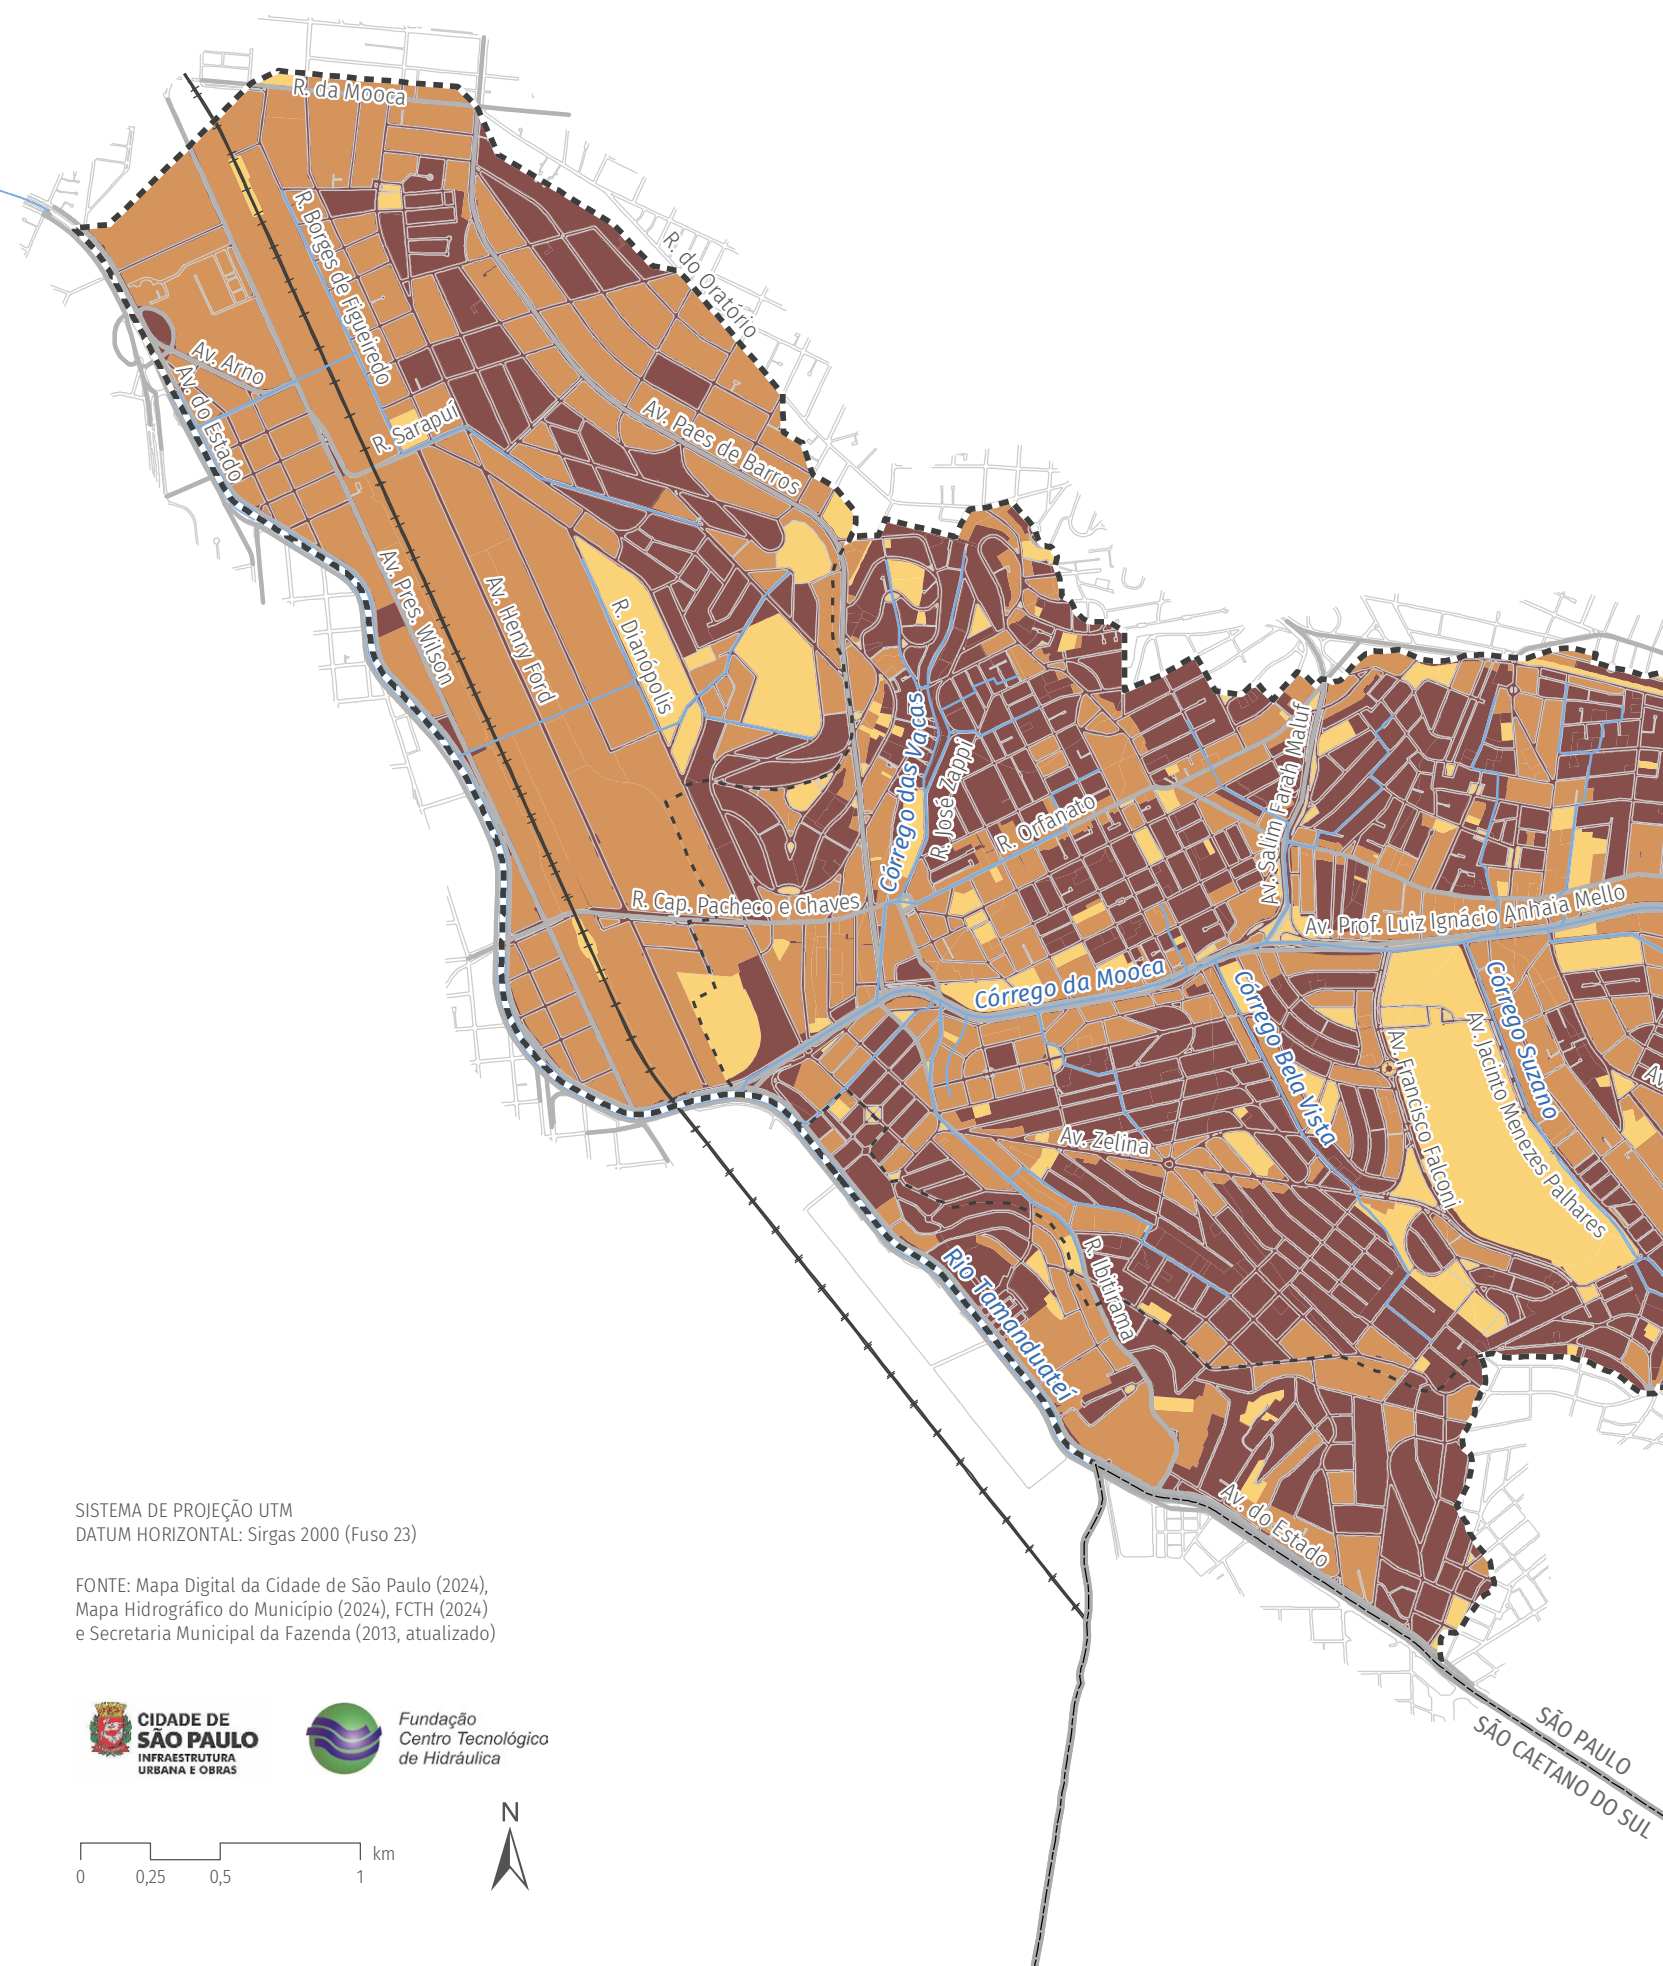 R. da Mooca
R. do Oratório
R. Borges de Figueiredo
Av. Arno
Av. do Estado
R. Sarapuí
Av. Paes de Barros
Av. Pres. Wilson
Av. Henry Ford
R. Dianópolis
Córrego das Vacas
R. José Zappi
R. Orfanato
Av. Salim Farah Maluf
R. Cap. Pacheco e Chaves
Av. Prof. Luiz Ignácio Anhaia Mello
Córrego da Mooca
Córrego Bela Vista
Av. Francisco Falconi
Av. Jacinto Menezes Palhares
Córrego Suzano
Av
Av. Zelina
R. Ibitirama
Rio Tamanduateí
Av. do Estado
SÃO PAULO
SÃO CAETANO DO SUL
SISTEMA DE PROJEÇÃO UTM
DATUM HORIZONTAL: Sirgas 2000 (Fuso 23)
FONTE: Mapa Digital da Cidade de São Paulo (2024),
Mapa Hidrográfico do Município (2024), FCTH (2024)
e Secretaria Municipal da Fazenda (2013, atualizado)
CIDADE DE
SÃO PAULO
INFRAESTRUTURA
URBANA E OBRAS
Fundação
Centro Tecnológico
de Hidráulica
N
km
0 0,25 0,5 1